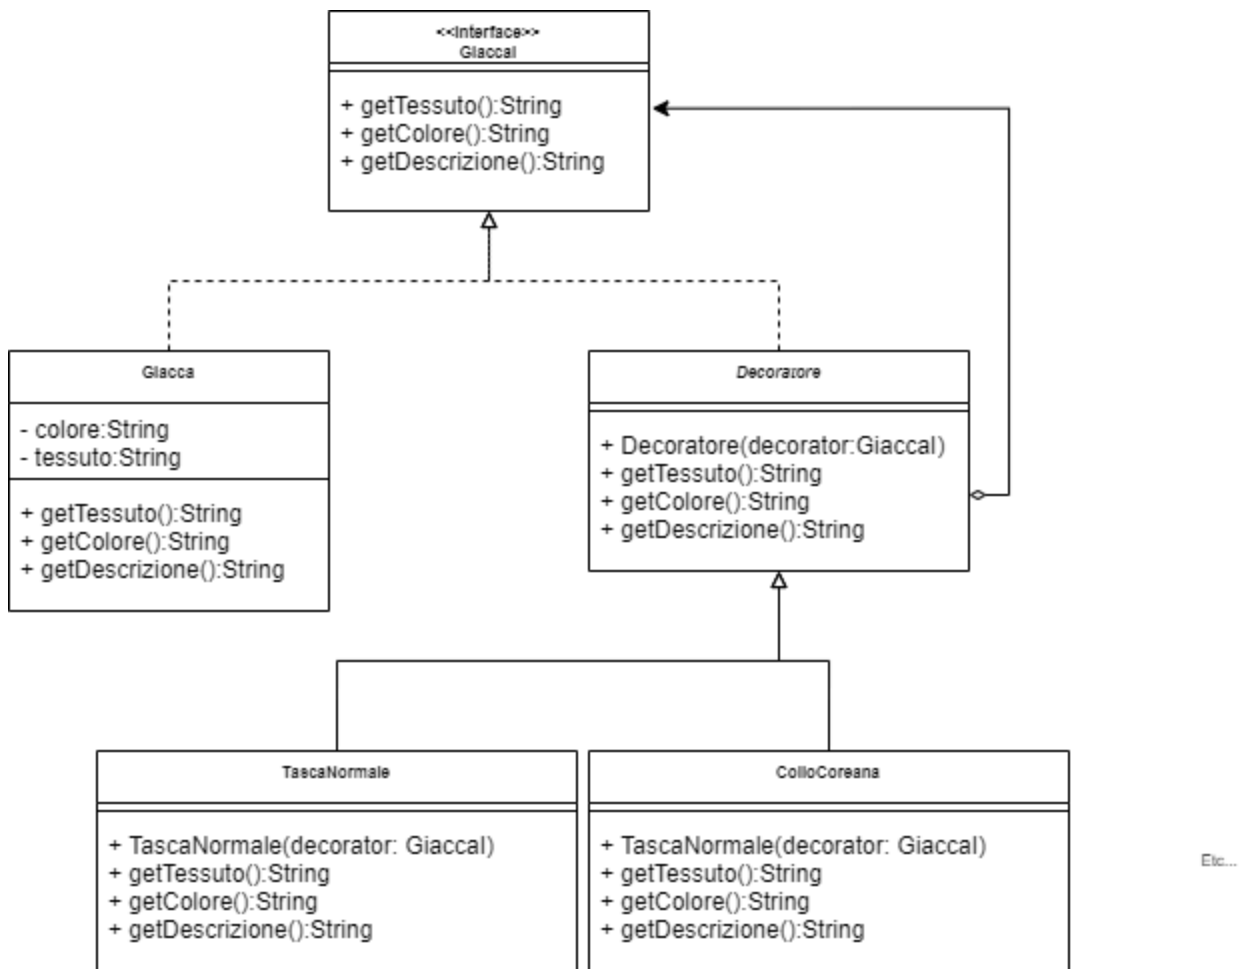 <<Interface>>
GiaccaI
+ getTessuto():String
+ getColore():String
+ getDescrizione():String
Giacca
- colore:String
- tessuto:String
+ getTessuto():String
+ getColore():String
+ getDescrizione():String
Decoratore
+ Decoratore(decorator:GiaccaI)
+ getTessuto():String
+ getColore():String
+ getDescrizione():String
TascaNormale
+ TascaNormale(decorator: GiaccaI)
+ getTessuto():String
+ getColore():String
+ getDescrizione():String
ColloCoreana
+ TascaNormale(decorator: GiaccaI)
+ getTessuto():String
+ getColore():String
+ getDescrizione():String
Etc...